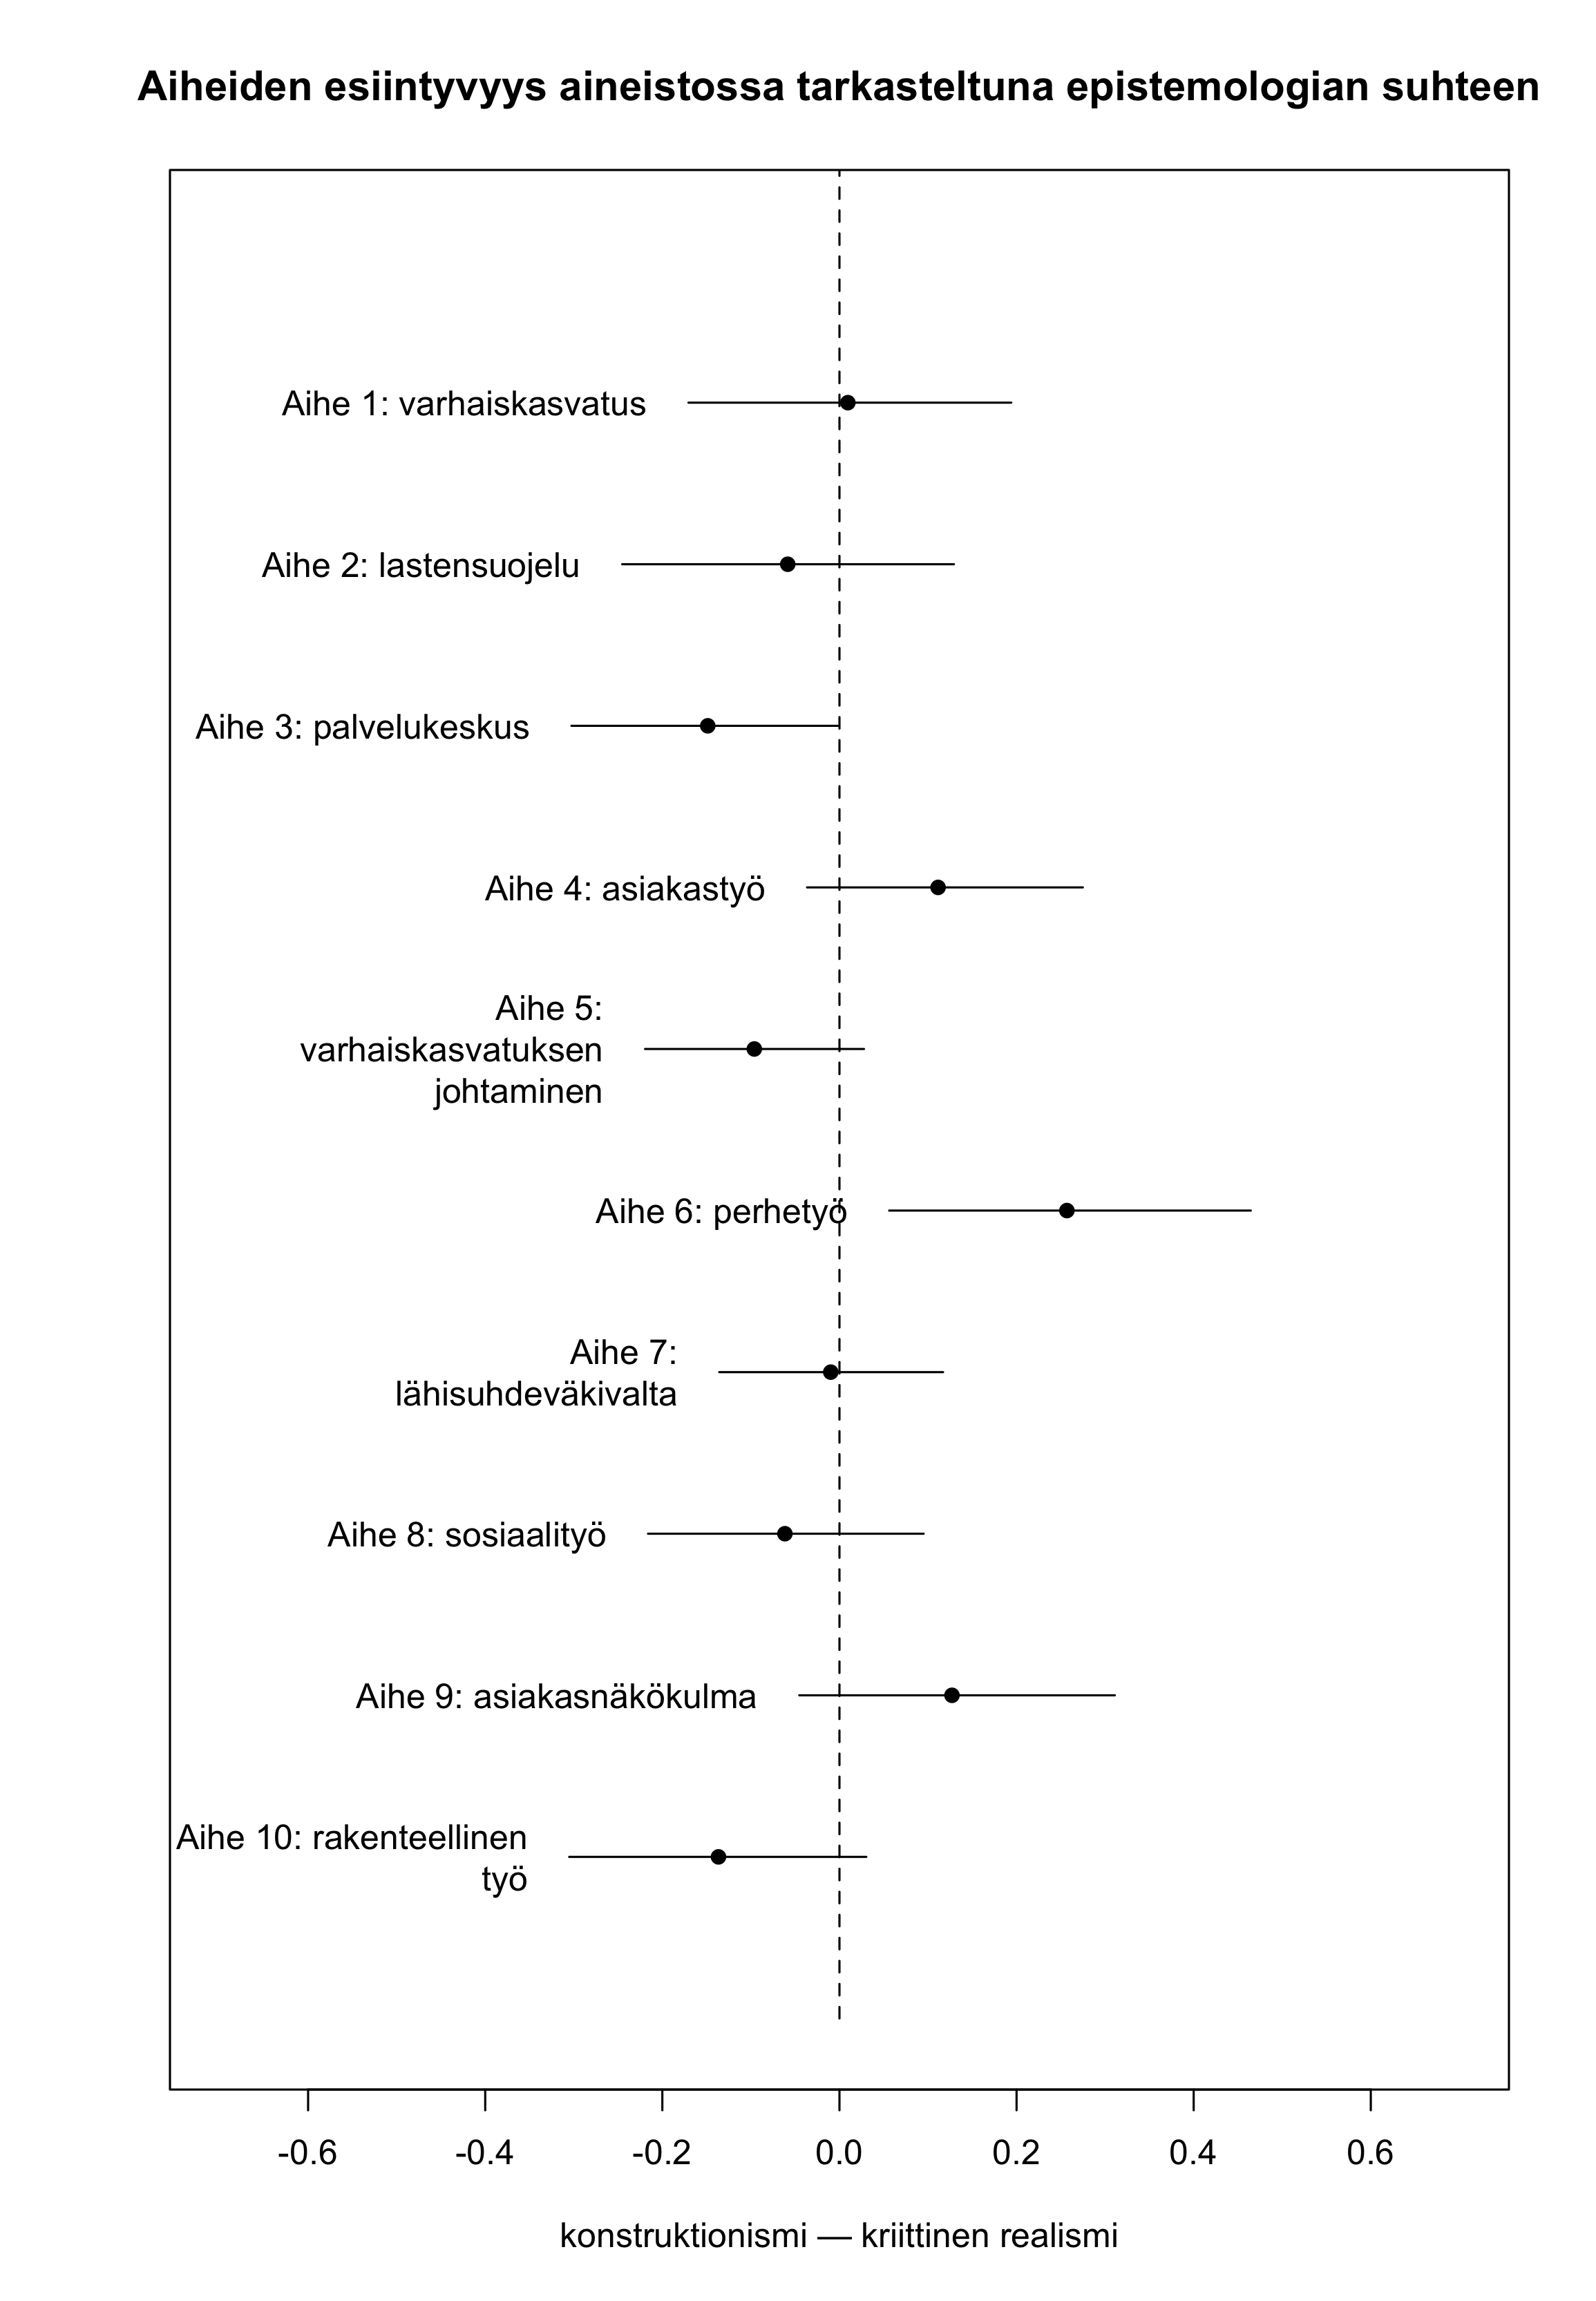 Aiheiden esiintyvyys aineistossa tarkasteltuna epistemologian suhteen
Aihe 1: varhaiskasvatus
Aihe 2: lastensuojelu
Aihe 3: palvelukeskus
Aihe 4: asiakastyö
Aihe 5:
varhaiskasvatuksen
johtaminen
Aihe 6: perhetyö
Aihe 7:
lähisuhdeväkivalta
Aihe 8: sosiaalityö
Aihe 9: asiakasnäkökulma
Aihe 10: rakenteellinen
työ
-0.6 -0.4 -0.2 0.0 0.2 0.4 0.6
konstruktionismi — kriittinen realismi